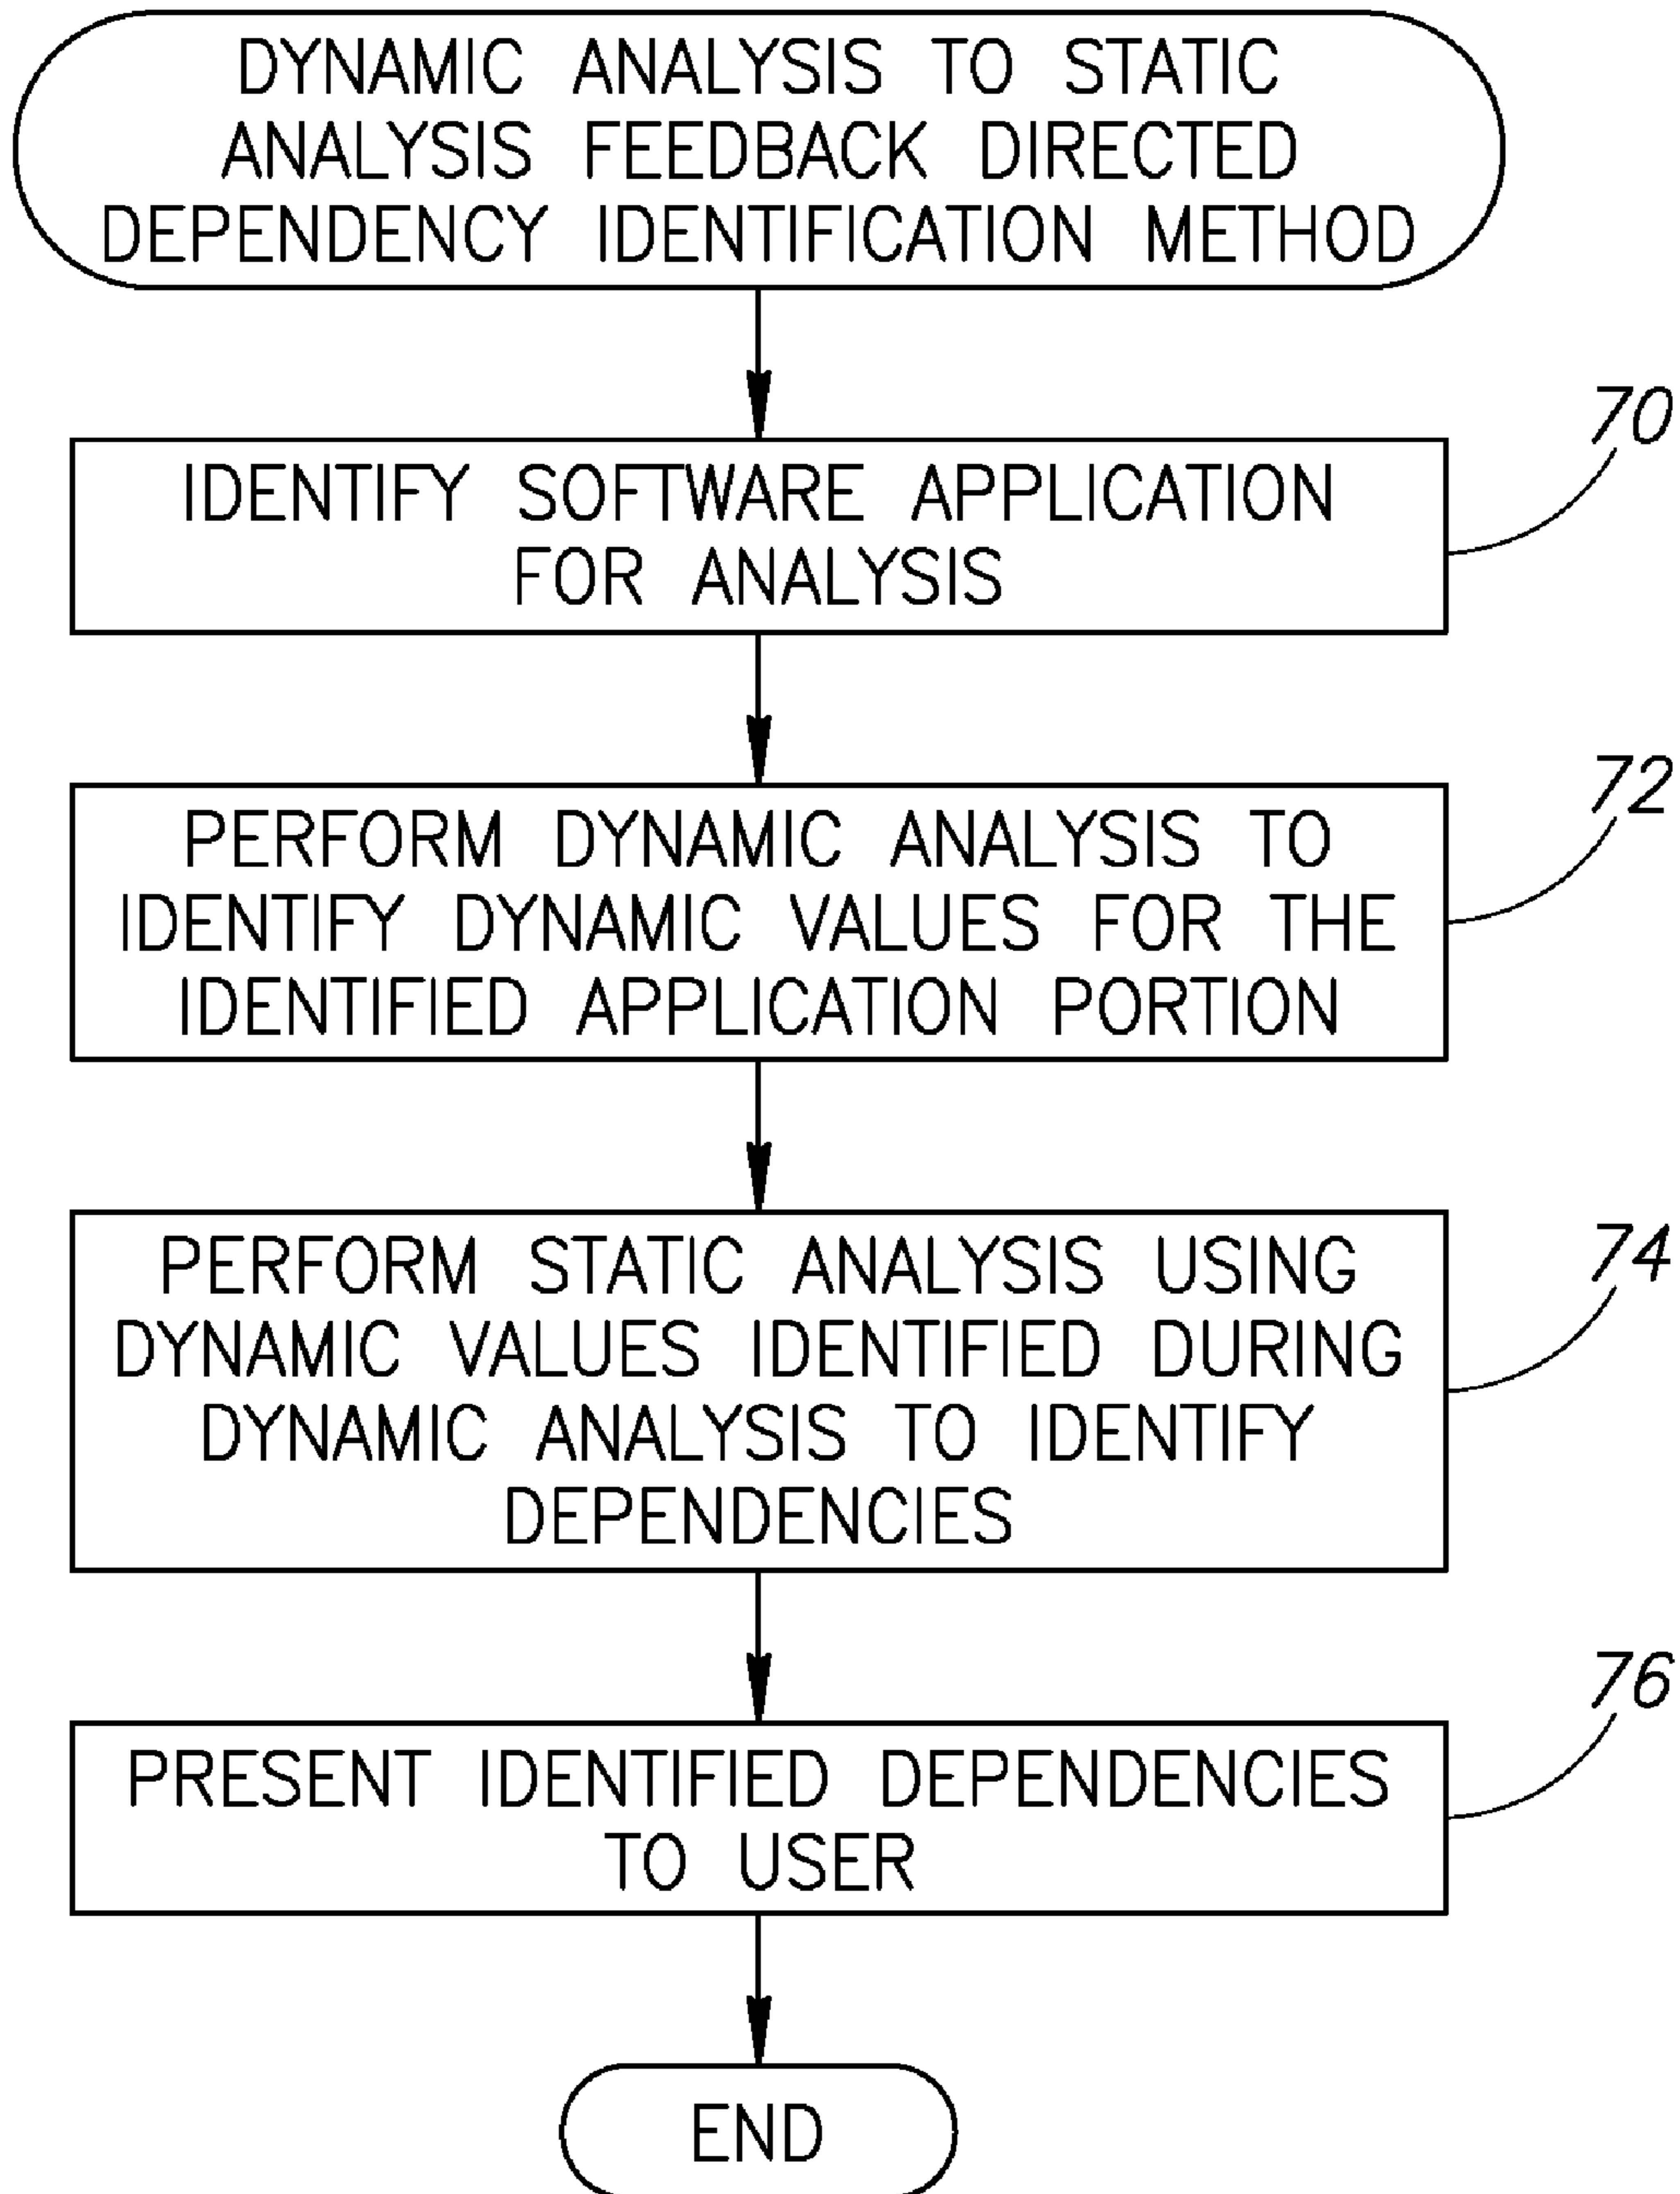 DYNAMIC ANALYSIS TO STATIC
ANALYSIS FEEDBACK DIRECTED
DEPENDENCY IDENTIFICATION METHOD
70
IDENTIFY SOFTWARE APPLICATION
FOR ANALYSIS
72
PERFORM DYNAMIC ANALYSIS TO
IDENTIFY DYNAMIC VALUES FOR THE
IDENTIFIED APPLICATION PORTION
74
PERFORM STATIC ANALYSIS USING
DYNAMIC VALUES IDENTIFIED DURING
DYNAMIC ANALYSIS TO IDENTIFY
DEPENDENCIES
76
PRESENT IDENTIFIED DEPENDENCIES
TO USER
END